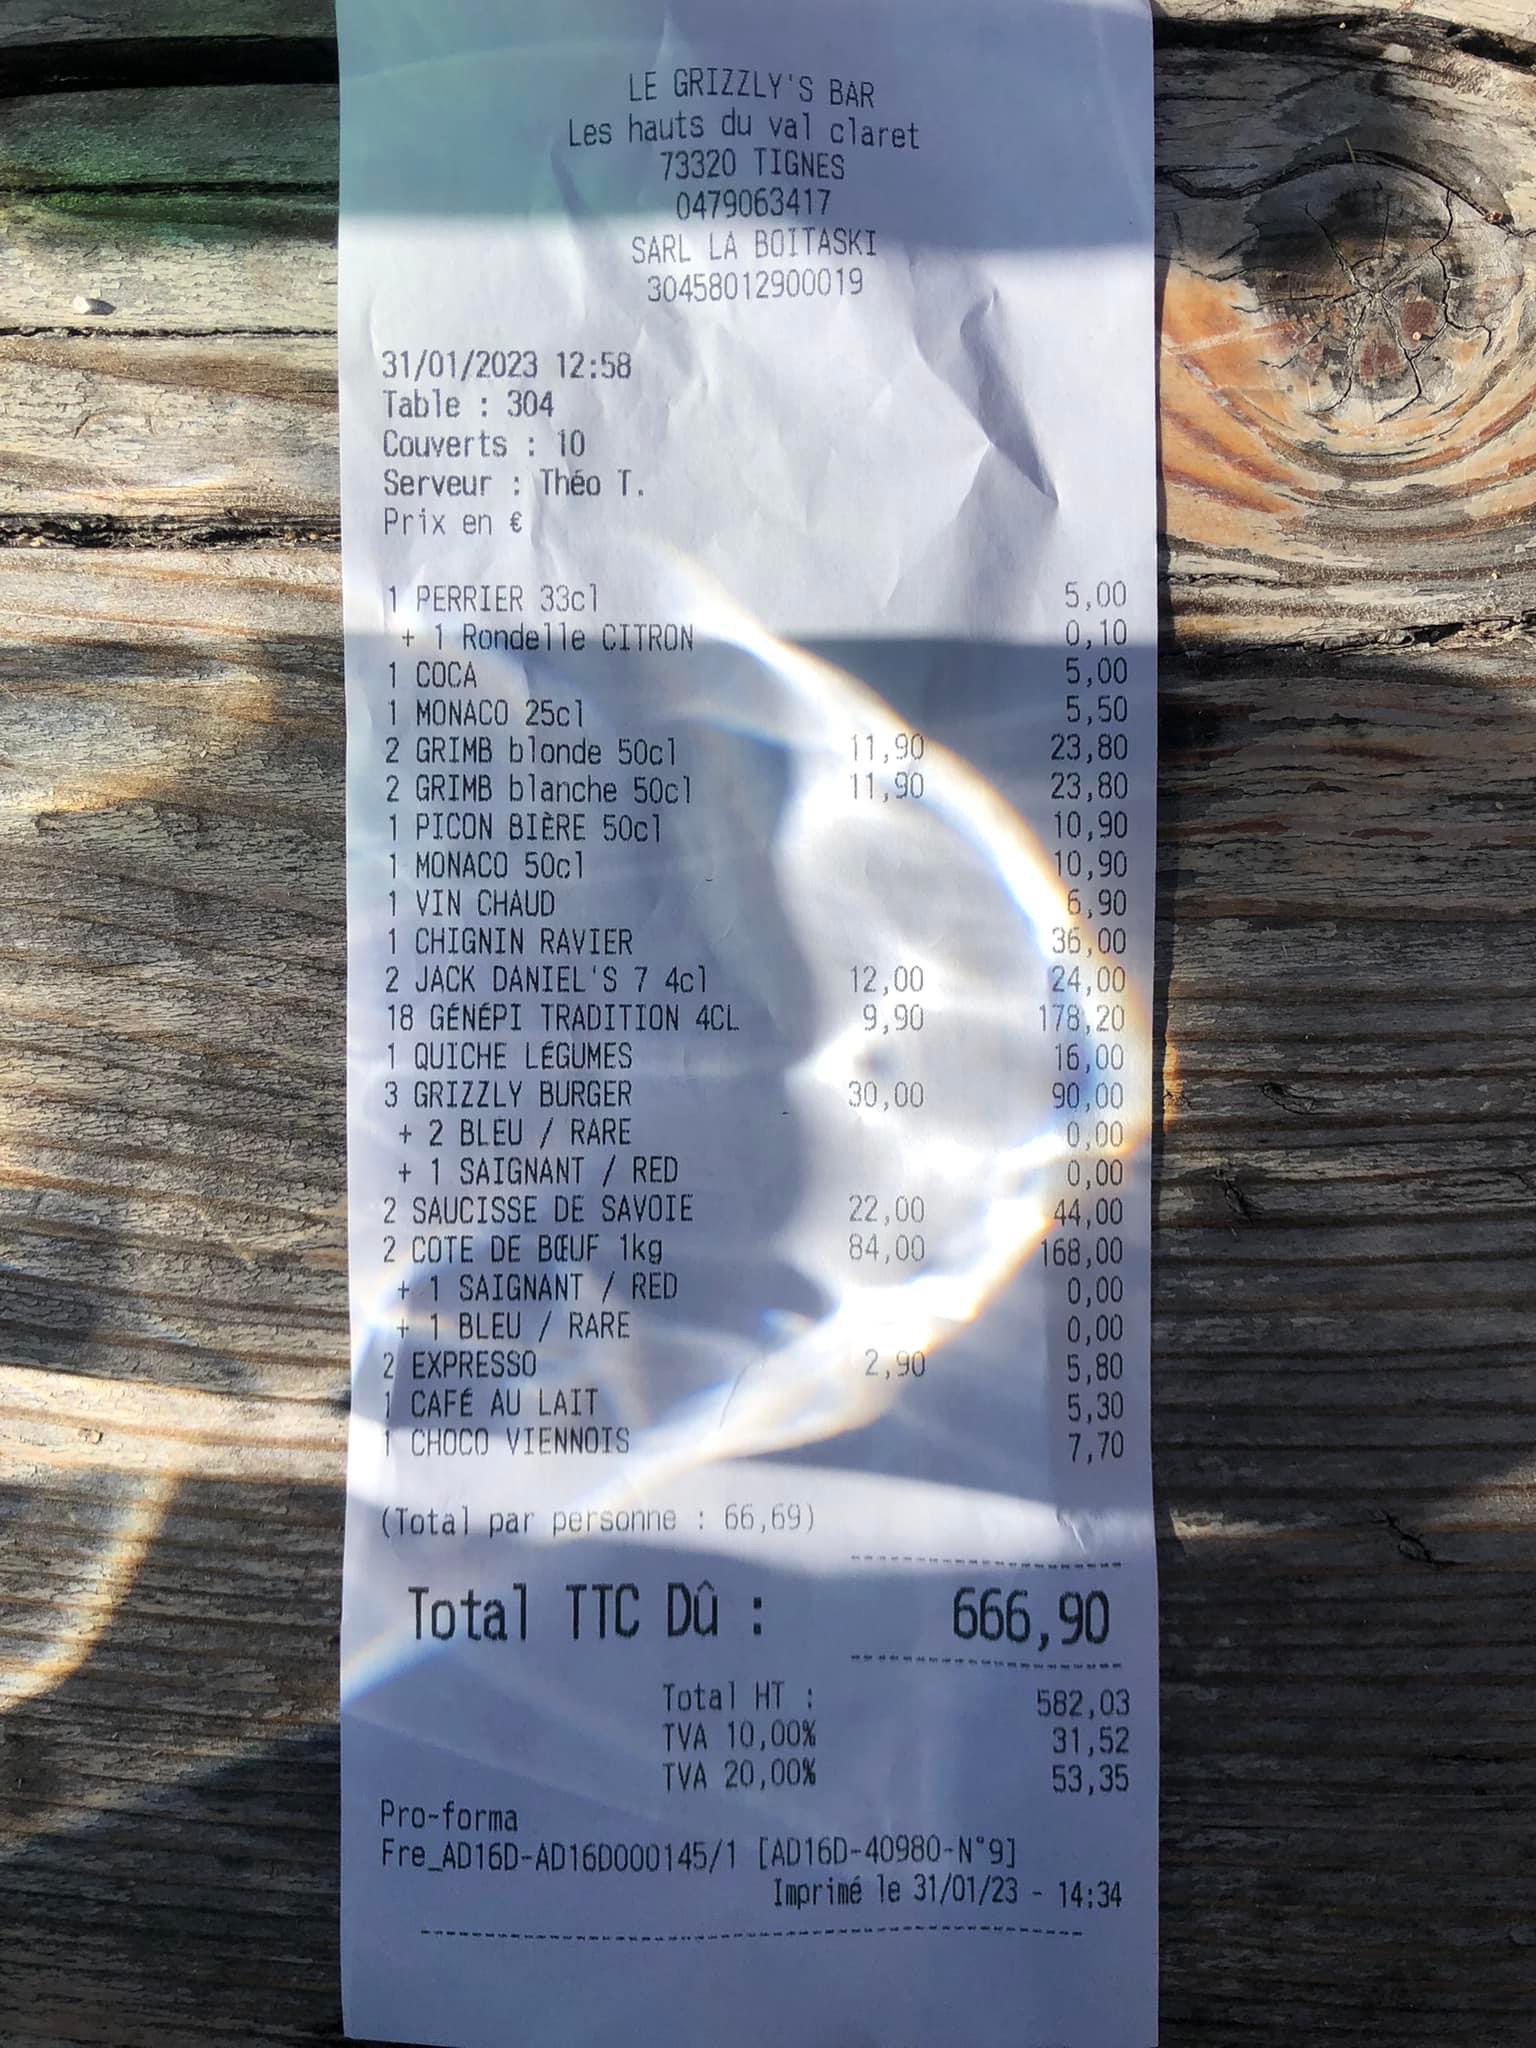 LE GRIZZLY'S BAR
Les hauts du val claret
73320 TIGNES
0479063417
SARL LA BOITASKI
30458012900019
31/01/2023 12:58
Table : 304
Couverts : 10
Serveur : Théo T.
Prix en €
1 PERRIER 33cl 5,00
+ 1 Rondelle CITRON 0,10
1 COCA 5,00
1 MONACO 25cl 5,50
2 GRIMB blonde 50cl 11,90 23,80
2 GRIMB blanche 50cl 11,90 23,80
1 PICON BIÈRE 50cl 10,90
1 MONACO 50cl 10,90
1 VIN CHAUD 6,90
1 CHIGNIN RAVIER 36,00
2 JACK DANIEL'S 7 4cl 12,00 24,00
18 GÉNÉPI TRADITION 4CL 9,90 178,20
1 QUICHE LÉGUMES 16,00
3 GRIZZLY BURGER 30,00 90,00
+ 2 BLEU / RARE 0,00
+ 1 SAIGNANT / RED 0,00
2 SAUCISSE DE SAVOIE 22,00 44,00
2 COTE DE BŒUF 1kg 84,00 168,00
+ 1 SAIGNANT / RED 0,00
+ 1 BLEU / RARE 0,00
2 EXPRESSO 2,90 5,80
1 CAFÉ AU LAIT 5,30
1 CHOCO VIENNOIS 7,70
(Total par personne : 66,69)
Total TTC Dû : 666,90
Total HT : 582,03
TVA 10,00% 31,52
TVA 20,00% 53,35
Pro-forma
Fre_AD16D-AD16D000145/1 [AD16D-40980-N°9]
Imprimé le 31/01/23 - 14:34